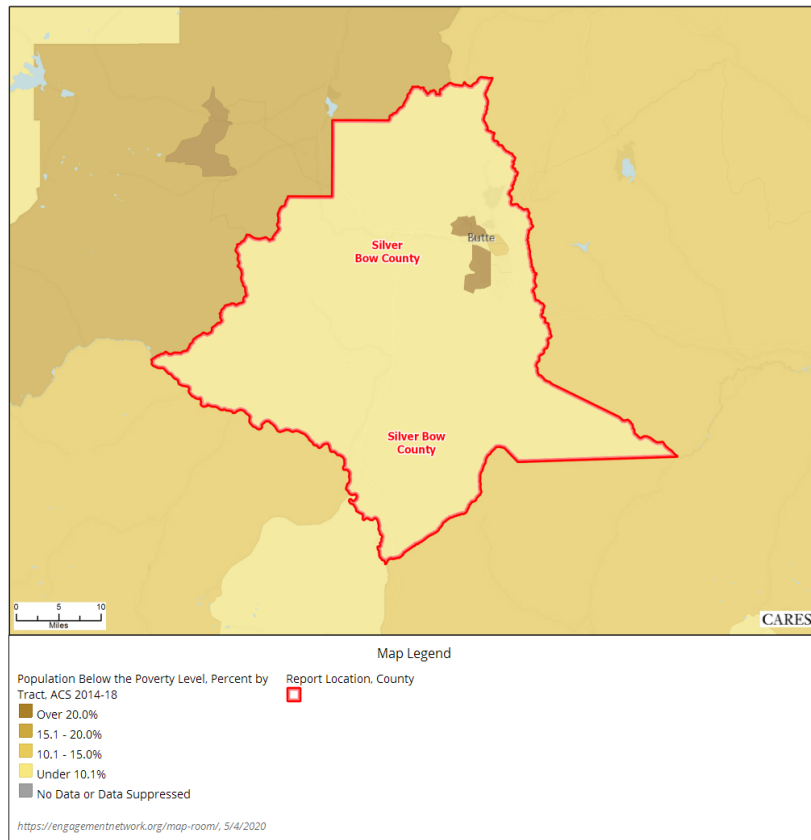 Silver
Bow County
Butte
Silver Bow
County
0 5 10
Miles
CARES
Map Legend
Population Below the Poverty Level, Percent by
Tract, ACS 2014-18
Over 20.0%
15.1 - 20.0%
10.1 - 15.0%
Under 10.1%
No Data or Data Suppressed
Report Location, County
https://engagementnetwork.org/map-room/, 5/4/2020